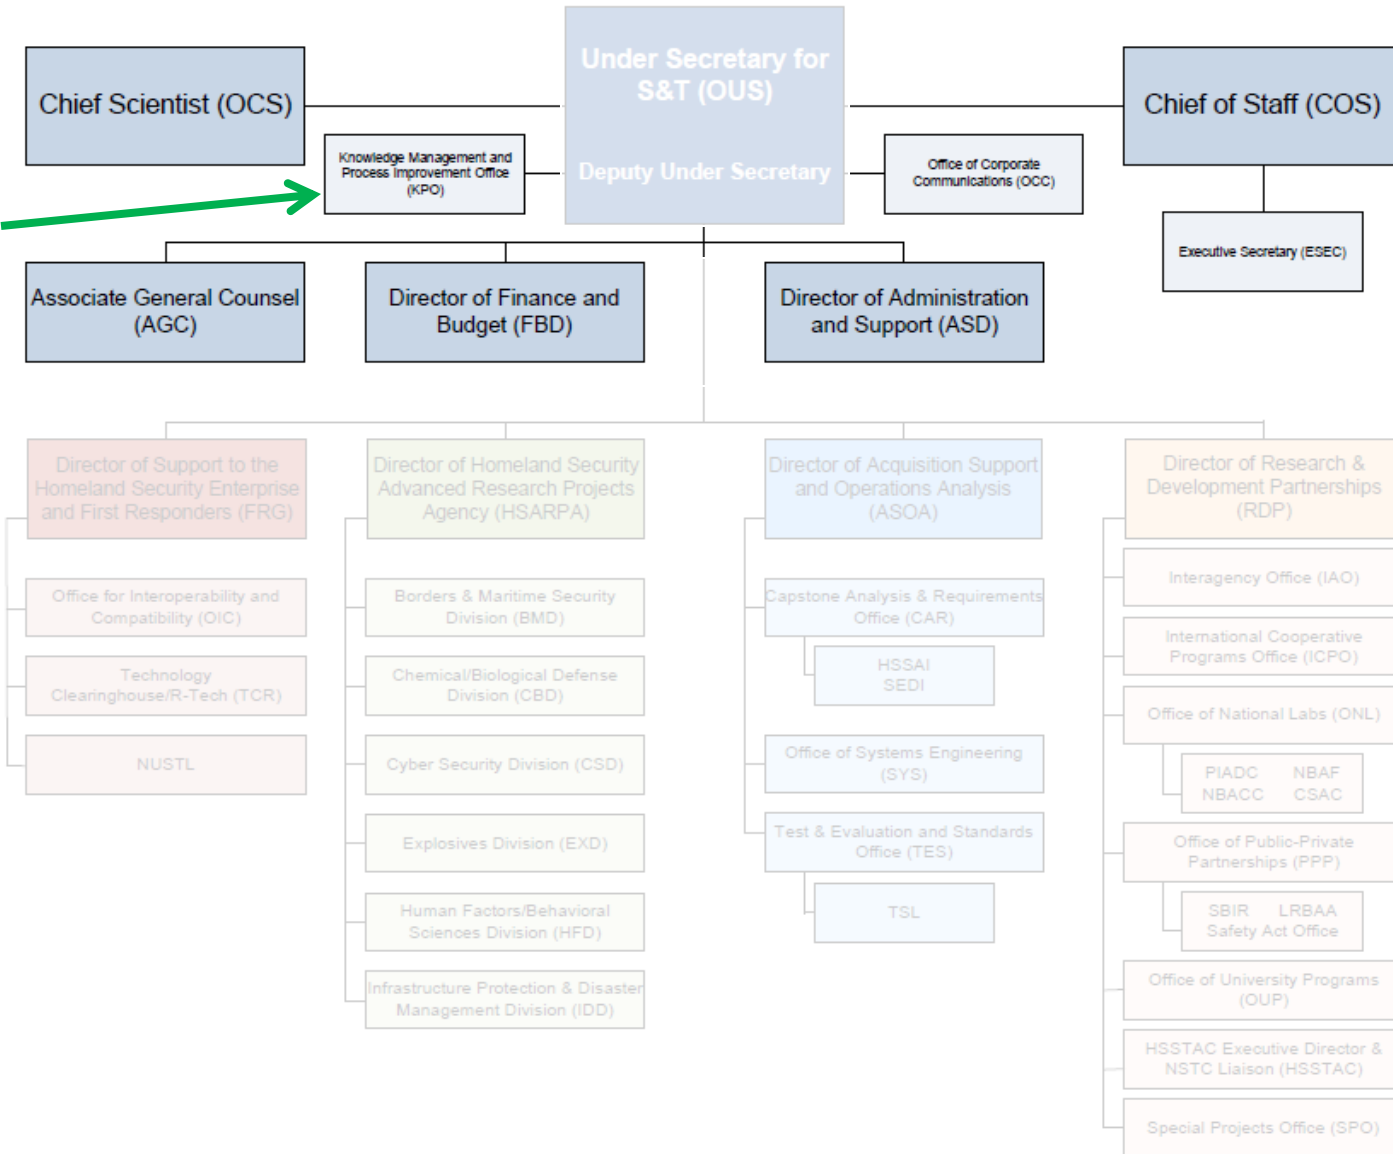 Under Secretary for
S&T (OUS)
Deputy Under Secretary
Chief Scientist (OCS)
Chief of Staff (COS)
Knowledge Management and
Process Improvement Office
(KPO)
Office of Corporate
Communications (OCC)
Executive Secretary (ESEC)
Associate General Counsel
(AGC)
Director of Finance and
Budget (FBD)
Director of Administration
and Support (ASD)
Director of Support to the
Homeland Security Enterprise
and First Responders (FRG)
Office for Interoperability and
Compatibility (OIC)
Technology
Clearinghouse/R-Tech (TCR)
NUSTL
Director of Homeland Security
Advanced Research Projects
Agency (HSARPA)
Borders & Maritime Security
Division (BMD)
Chemical/Biological Defense
Division (CBD)
Cyber Security Division (CSD)
Explosives Division (EXD)
Human Factors/Behavioral
Sciences Division (HFD)
Infrastructure Protection & Disaster
Management Division (IDD)
Director of Acquisition Support
and Operations Analysis
(ASOA)
Capstone Analysis & Requirements
Office (CAR)
HSSAI
SEDI
Office of Systems Engineering
(SYS)
Test & Evaluation and Standards
Office (TES)
TSL
Director of Research &
Development Partnerships
(RDP)
Interagency Office (IAO)
International Cooperative
Programs Office (ICPO)
Office of National Labs (ONL)
PIADC NBAF
NBACC CSAC
Office of Public-Private
Partnerships (PPP)
SBIR LRBAA
Safety Act Office
Office of University Programs
(OUP)
HSSTAC Executive Director &
NSTC Liaison (HSSTAC)
Special Projects Office (SPO)